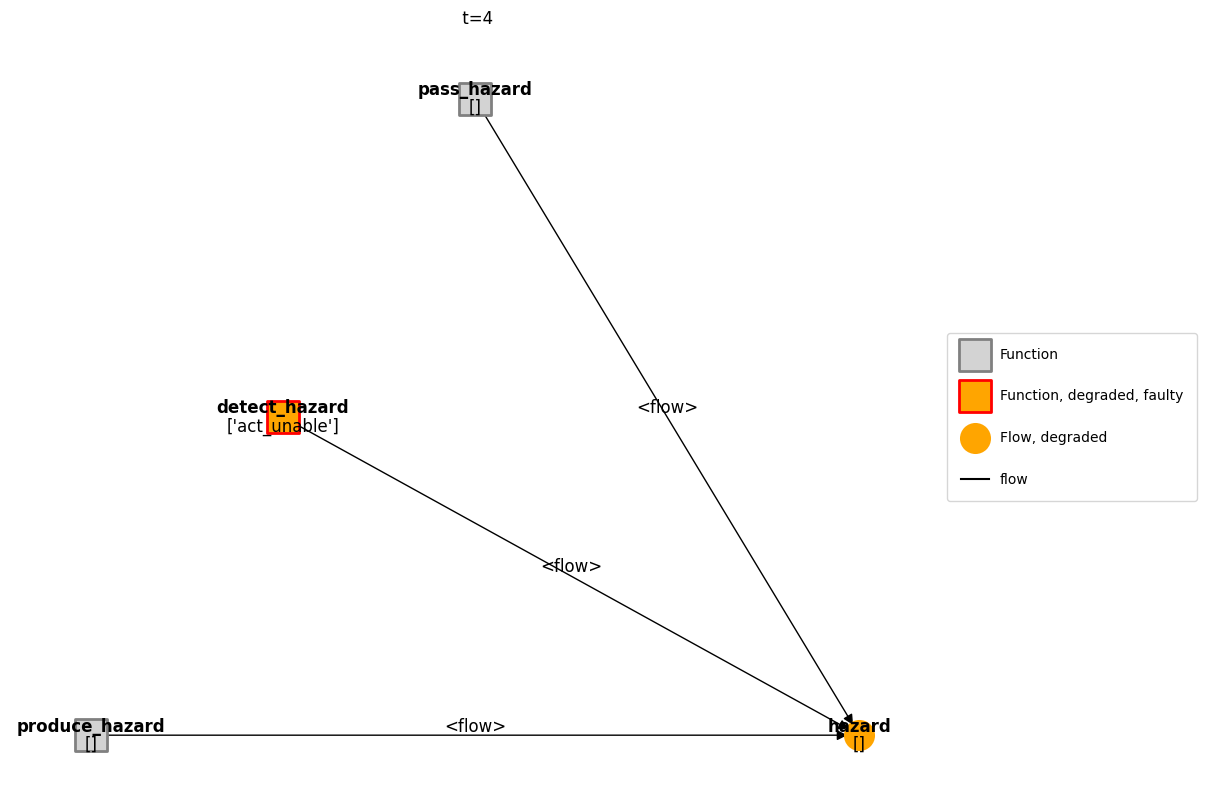 t=4
pass_hazard
[]
<flow>
detect_hazard
['act_unable']
<flow>
produce_hazard
[]
<flow>
hazard
[]
Function
Function, degraded, faulty
Flow, degraded
flow